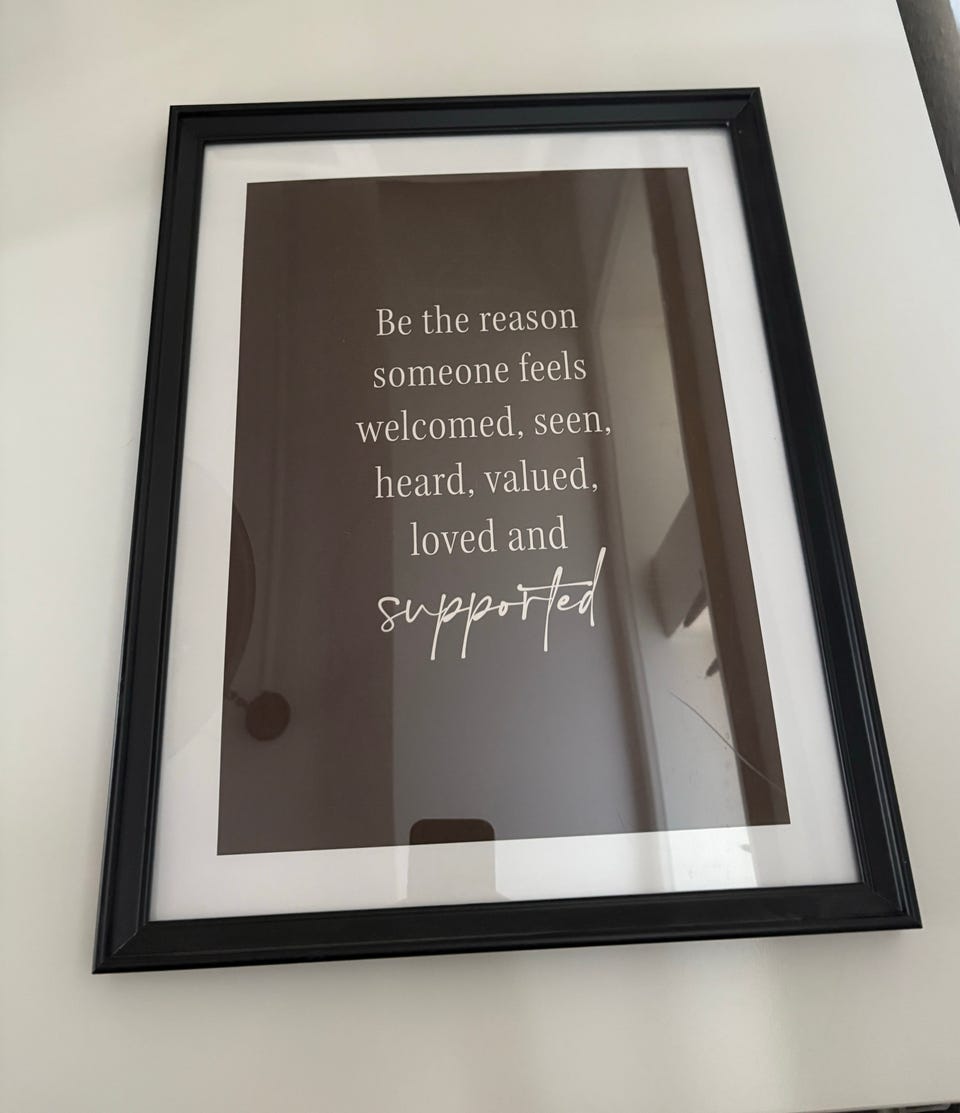 Be the reason
someone feels
welcomed, seen,
heard, valued,
loved and
supported